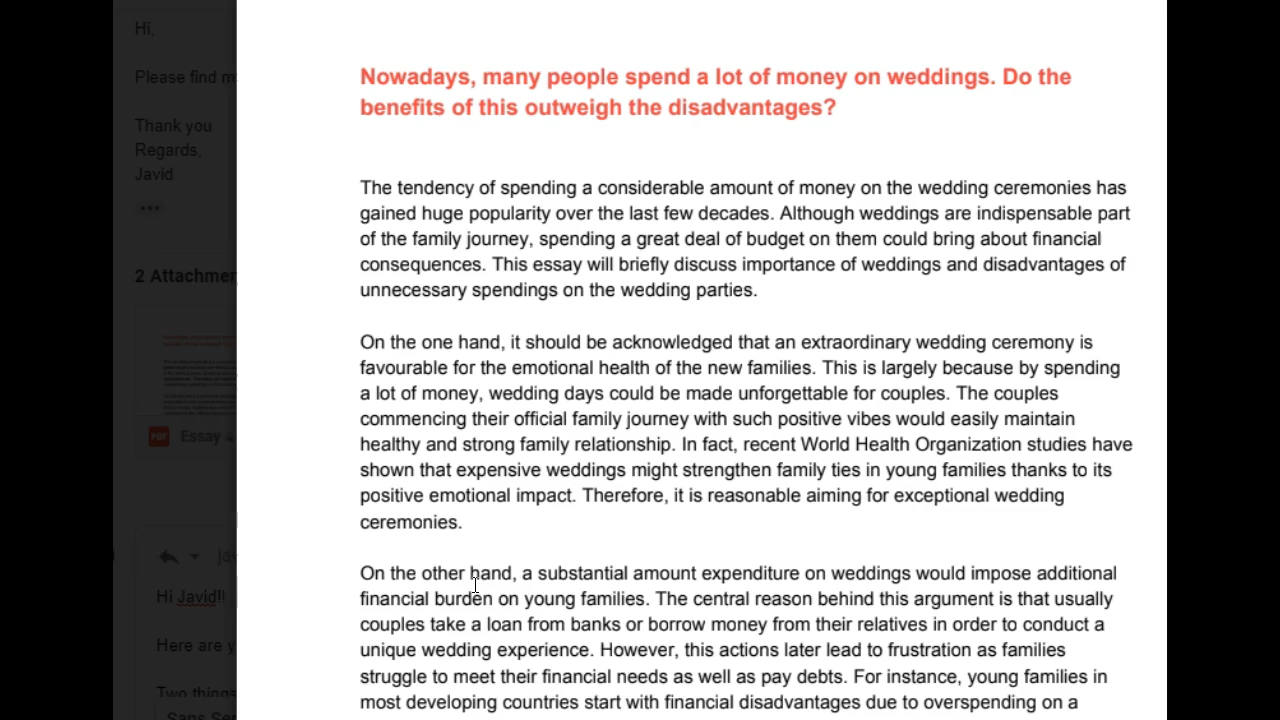 Hi,
Please find m
Thank you
Regards,
Javid
2 Attachmer
PDF Essay 4
Hi Javid!!
Here are y
Two things
Sans Ser
Nowadays, many people spend a lot of money on weddings. Do the
benefits of this outweigh the disadvantages?
The tendency of spending a considerable amount of money on the wedding ceremonies has
gained huge popularity over the last few decades. Although weddings are indispensable part
of the family journey, spending a great deal of budget on them could bring about financial
consequences. This essay will briefly discuss importance of weddings and disadvantages of
unnecessary spendings on the wedding parties.
On the one hand, it should be acknowledged that an extraordinary wedding ceremony is
favourable for the emotional health of the new families. This is largely because by spending
a lot of money, wedding days could be made unforgettable for couples. The couples
commencing their official family journey with such positive vibes would easily maintain
healthy and strong family relationship. In fact, recent World Health Organization studies have
shown that expensive weddings might strengthen family ties in young families thanks to its
positive emotional impact. Therefore, it is reasonable aiming for exceptional wedding
ceremonies.
On the other hand, a substantial amount expenditure on weddings would impose additional
financial burden on young families. The central reason behind this argument is that usually
couples take a loan from banks or borrow money from their relatives in order to conduct a
unique wedding experience. However, this actions later lead to frustration as families
struggle to meet their financial needs as well as pay debts. For instance, young families in
most developing countries start with financial disadvantages due to overspending on a